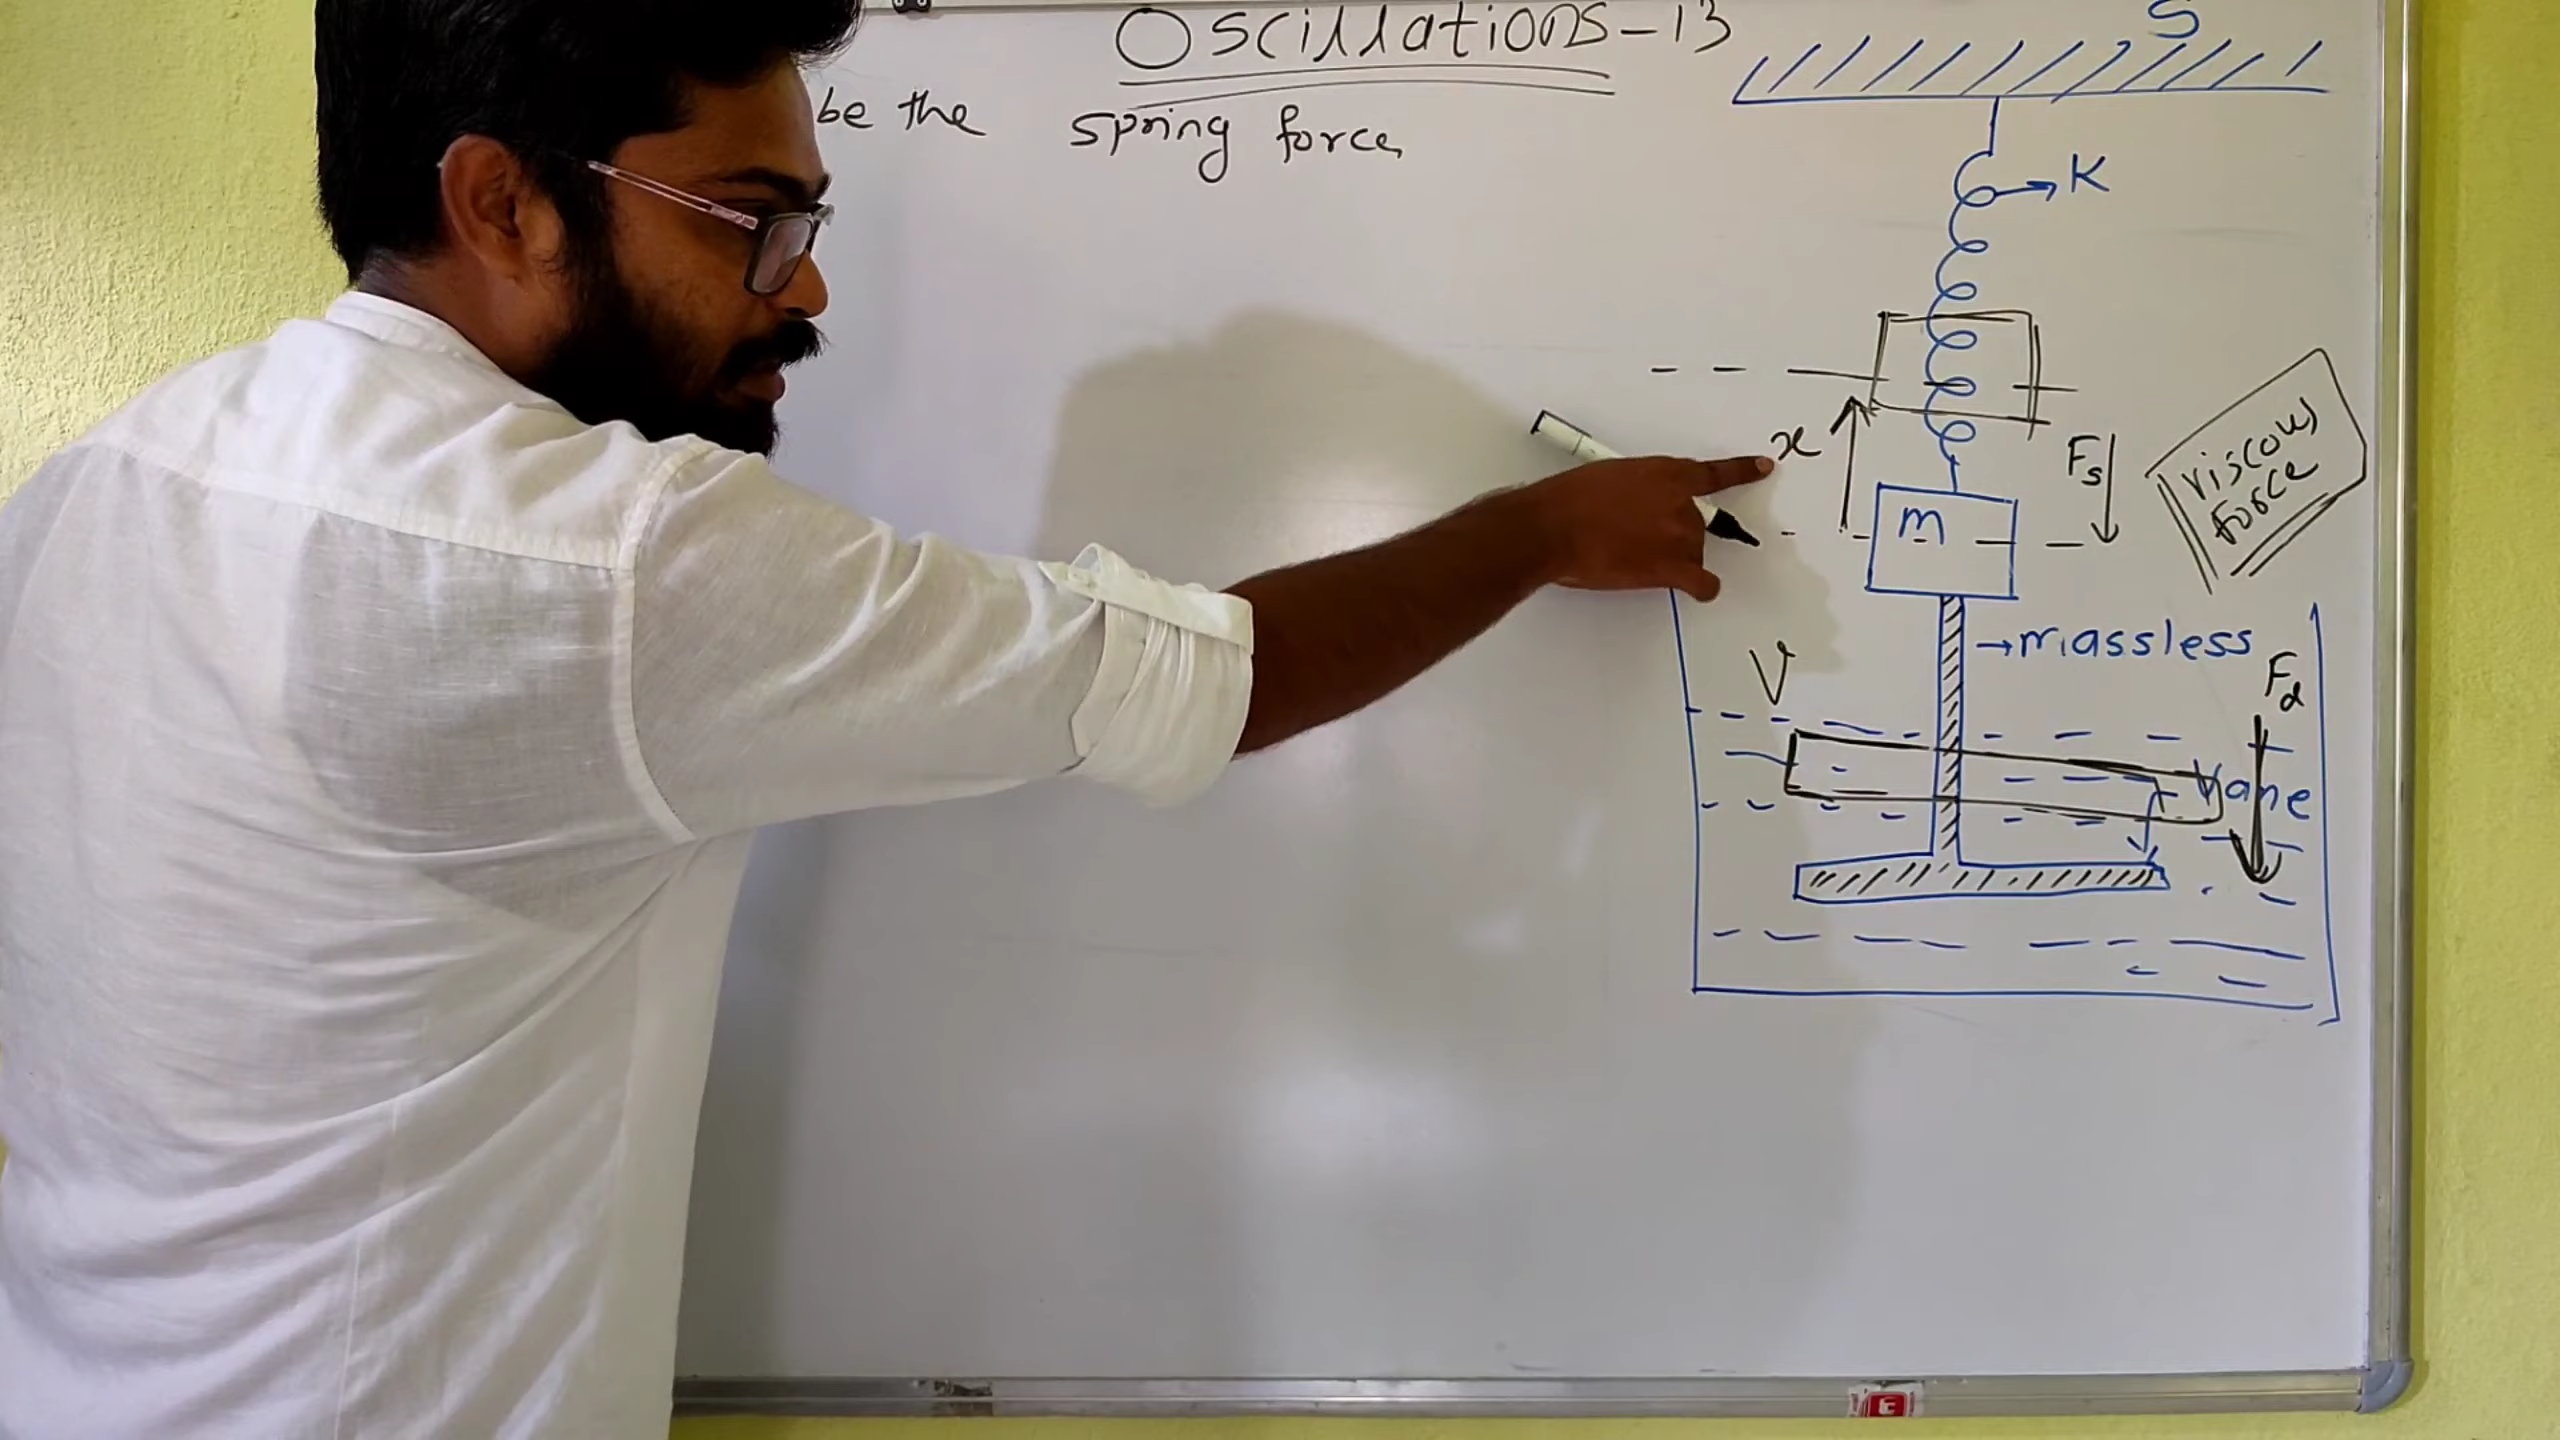 Oscillations-13
be the spring force,
S
K
x
Fs
viscous
force
m
→massless
V
Fd
Vane